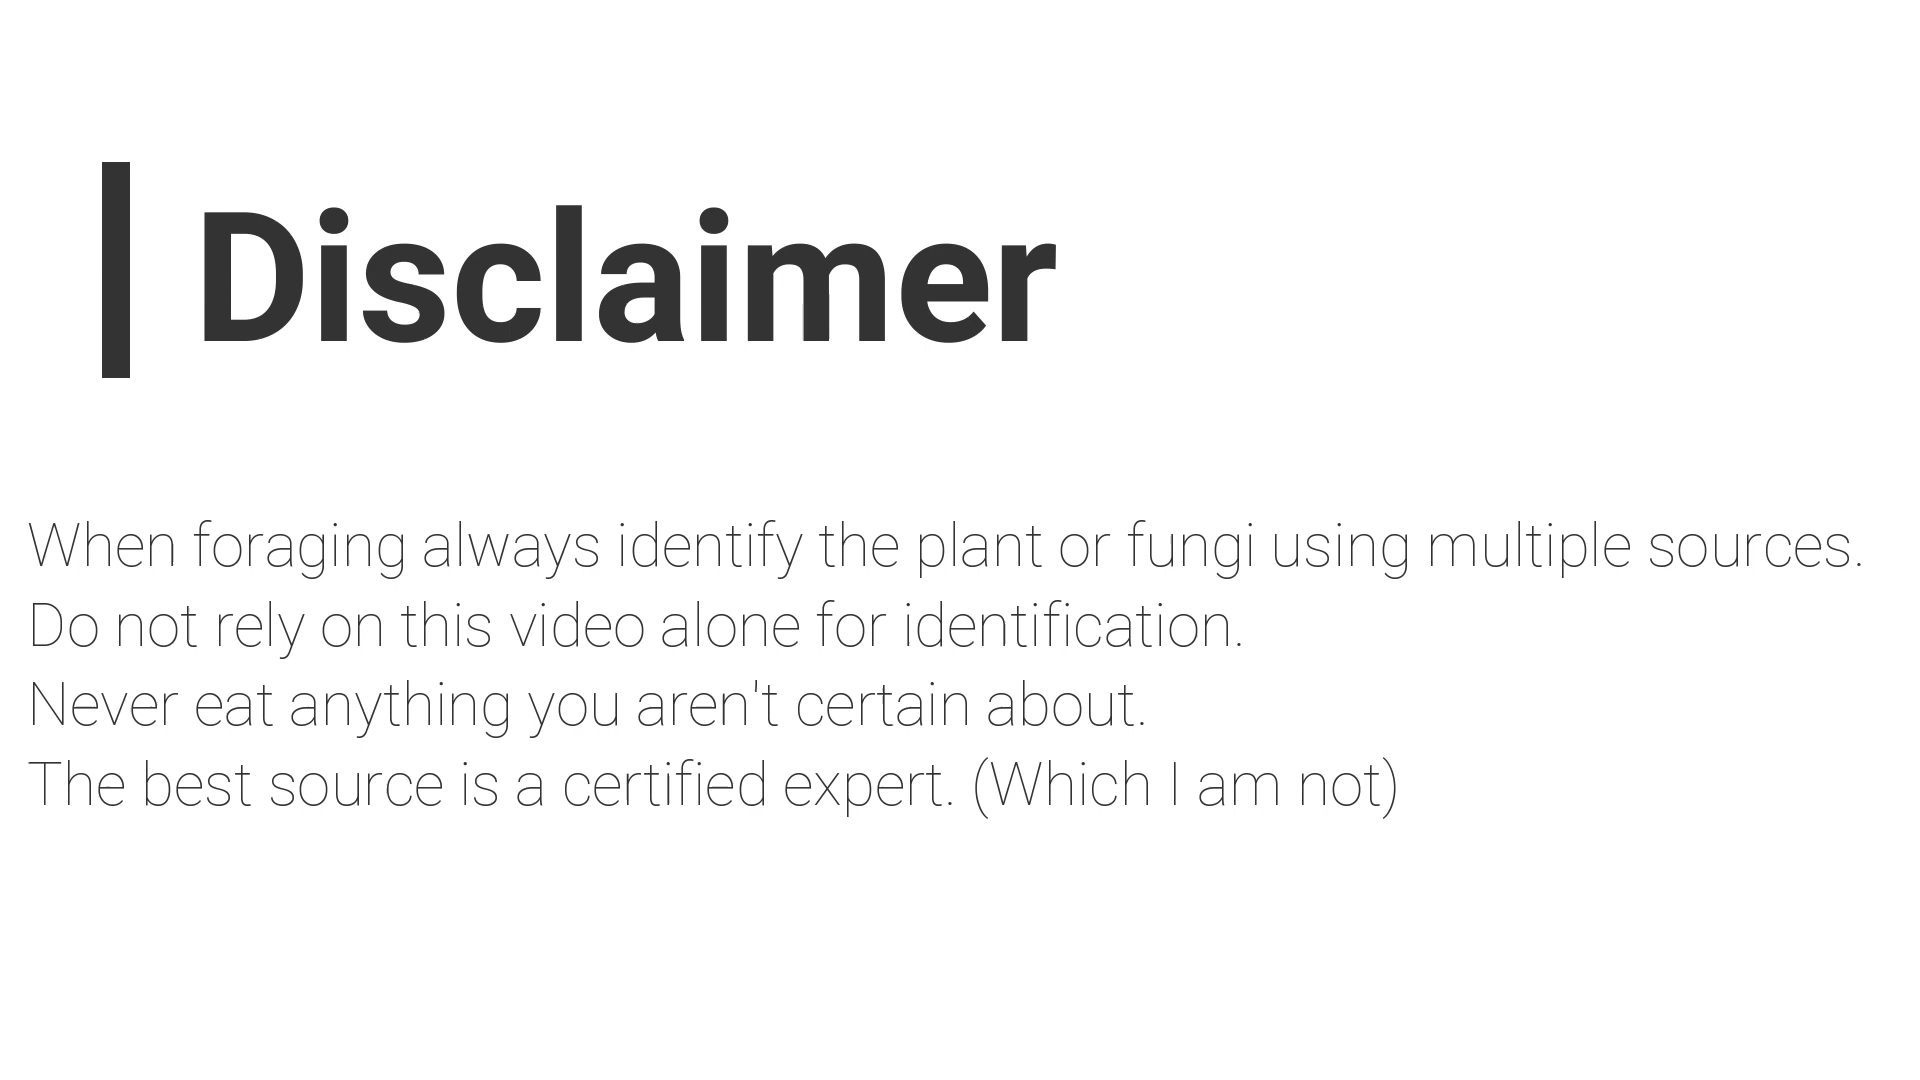 Disclaimer
When foraging always identify the plant or fungi using multiple sources.
Do not rely on this video alone for identification.
Never eat anything you aren't certain about.
The best source is a certified expert. (Which I am not)